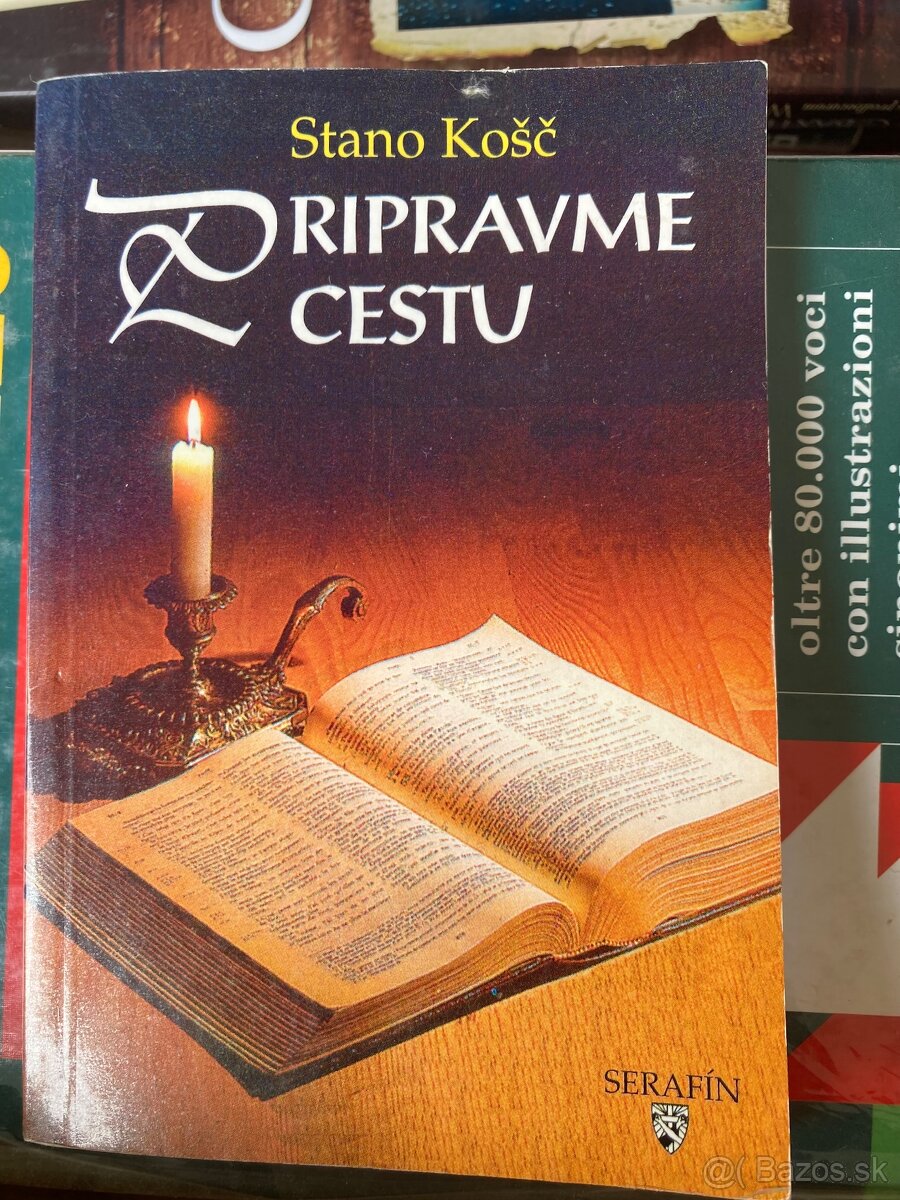 Stano Košč
PRIPRAVME
CESTU
SERAFÍN
oltre 80.000 voci
con illustrazioni
@( Bazos.sk